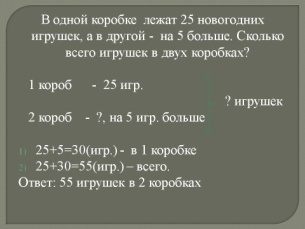 В одной коробке лежат 25 новогодних
игрушек, а в другой - на 5 больше. Сколько
всего игрушек в двух коробках?
1 короб - 25 игр.
? игрушек
2 короб - ?, на 5 игр. больше
1) 25+5=30(игр.) - в 1 коробке
2) 25+30=55(игр.) – всего.
Ответ: 55 игрушек в 2 коробках